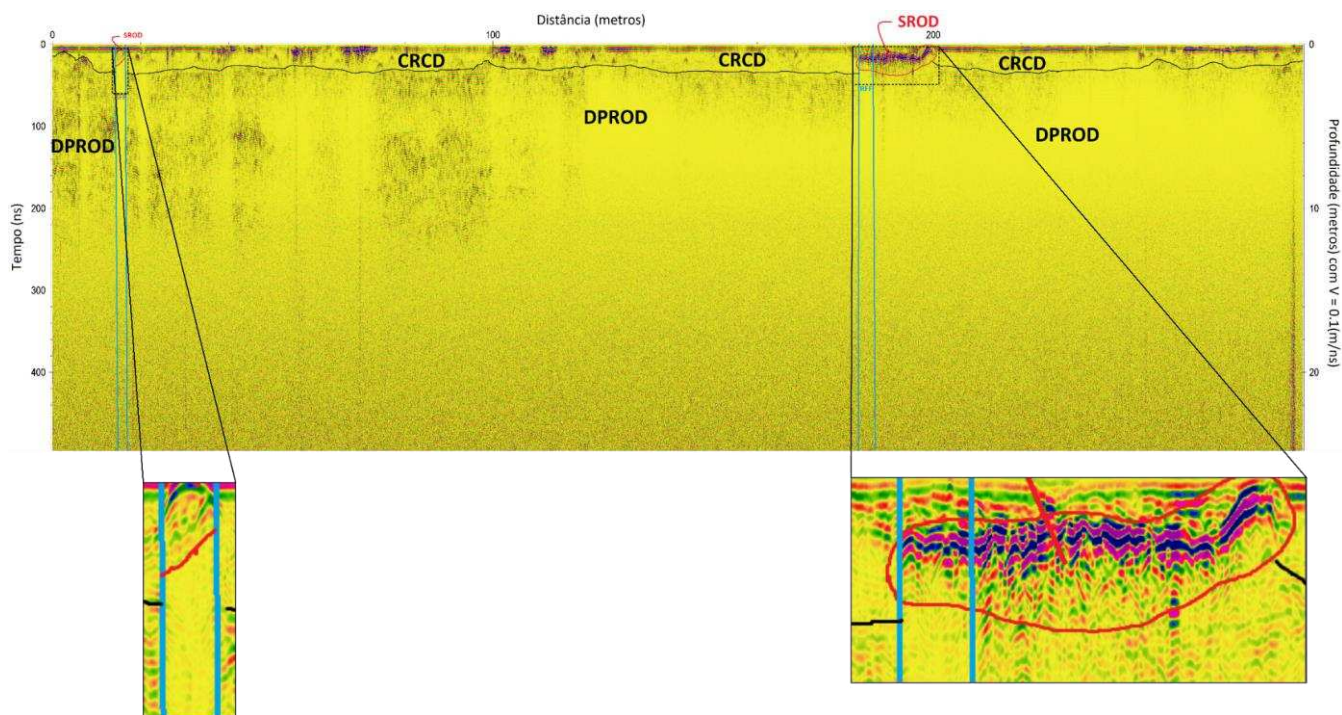 Distância (metros)
SROD
SROD
0
100
200
0
0
CRCD
CRCD
CRCD
DPROD
DPROD
DPROD
100
200
300
400
10
20
Tempo (ns)
Profundidade (metros) com V = 0.1(m/ns)